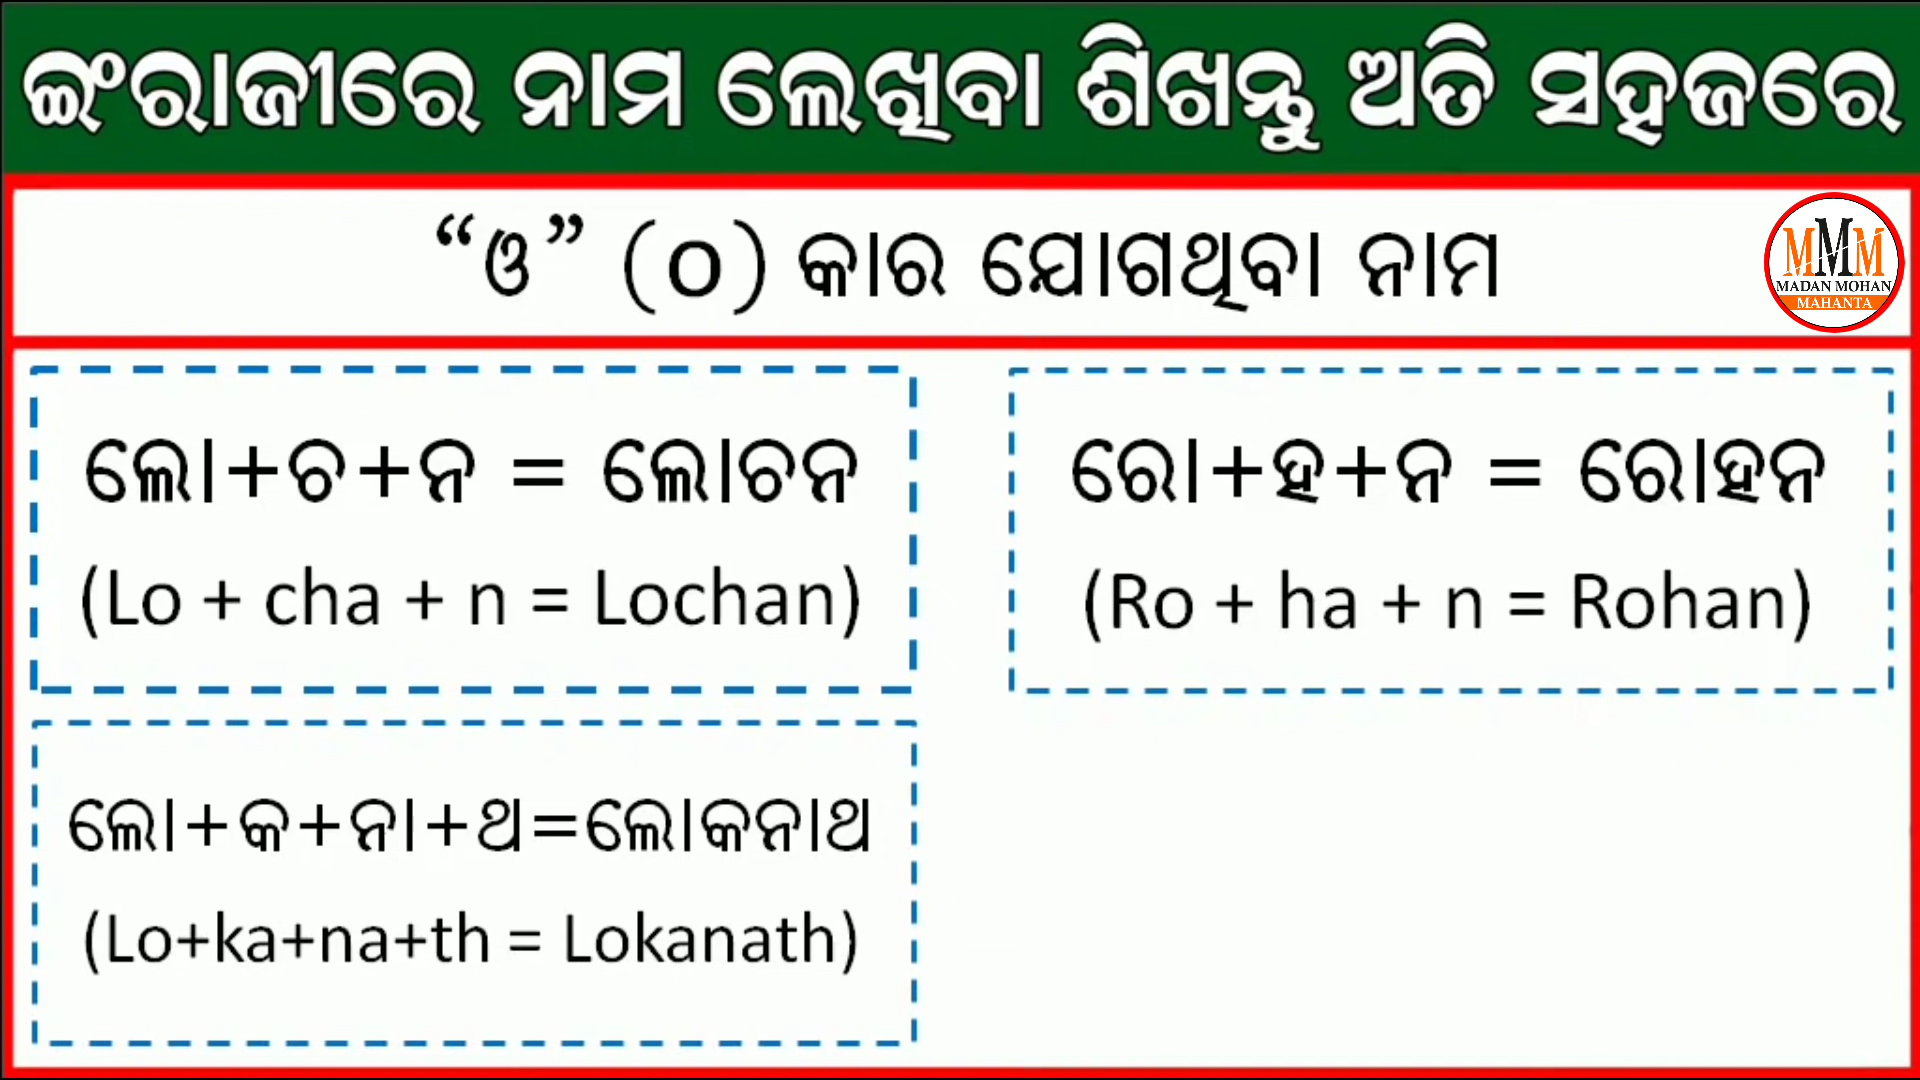 ଇଂରାଜୀରେ ନାମ ଲେଖିବା ଶିଖନ୍ତୁ ଅତି ସହଜରେ
“ଓ” (o) କାର ଯୋଗଥିବା ନାମ
MMM
MADAN MOHAN
MAHANTA
ଲୋ+ଚ+ନ = ଲୋଚନ
(Lo + cha + n = Lochan)
ରୋ+ହ+ନ = ରୋହନ
(Ro + ha + n = Rohan)
ଲୋ+କ+ନା+ଥ=ଲୋକନାଥ
(Lo+ka+na+th = Lokanath)